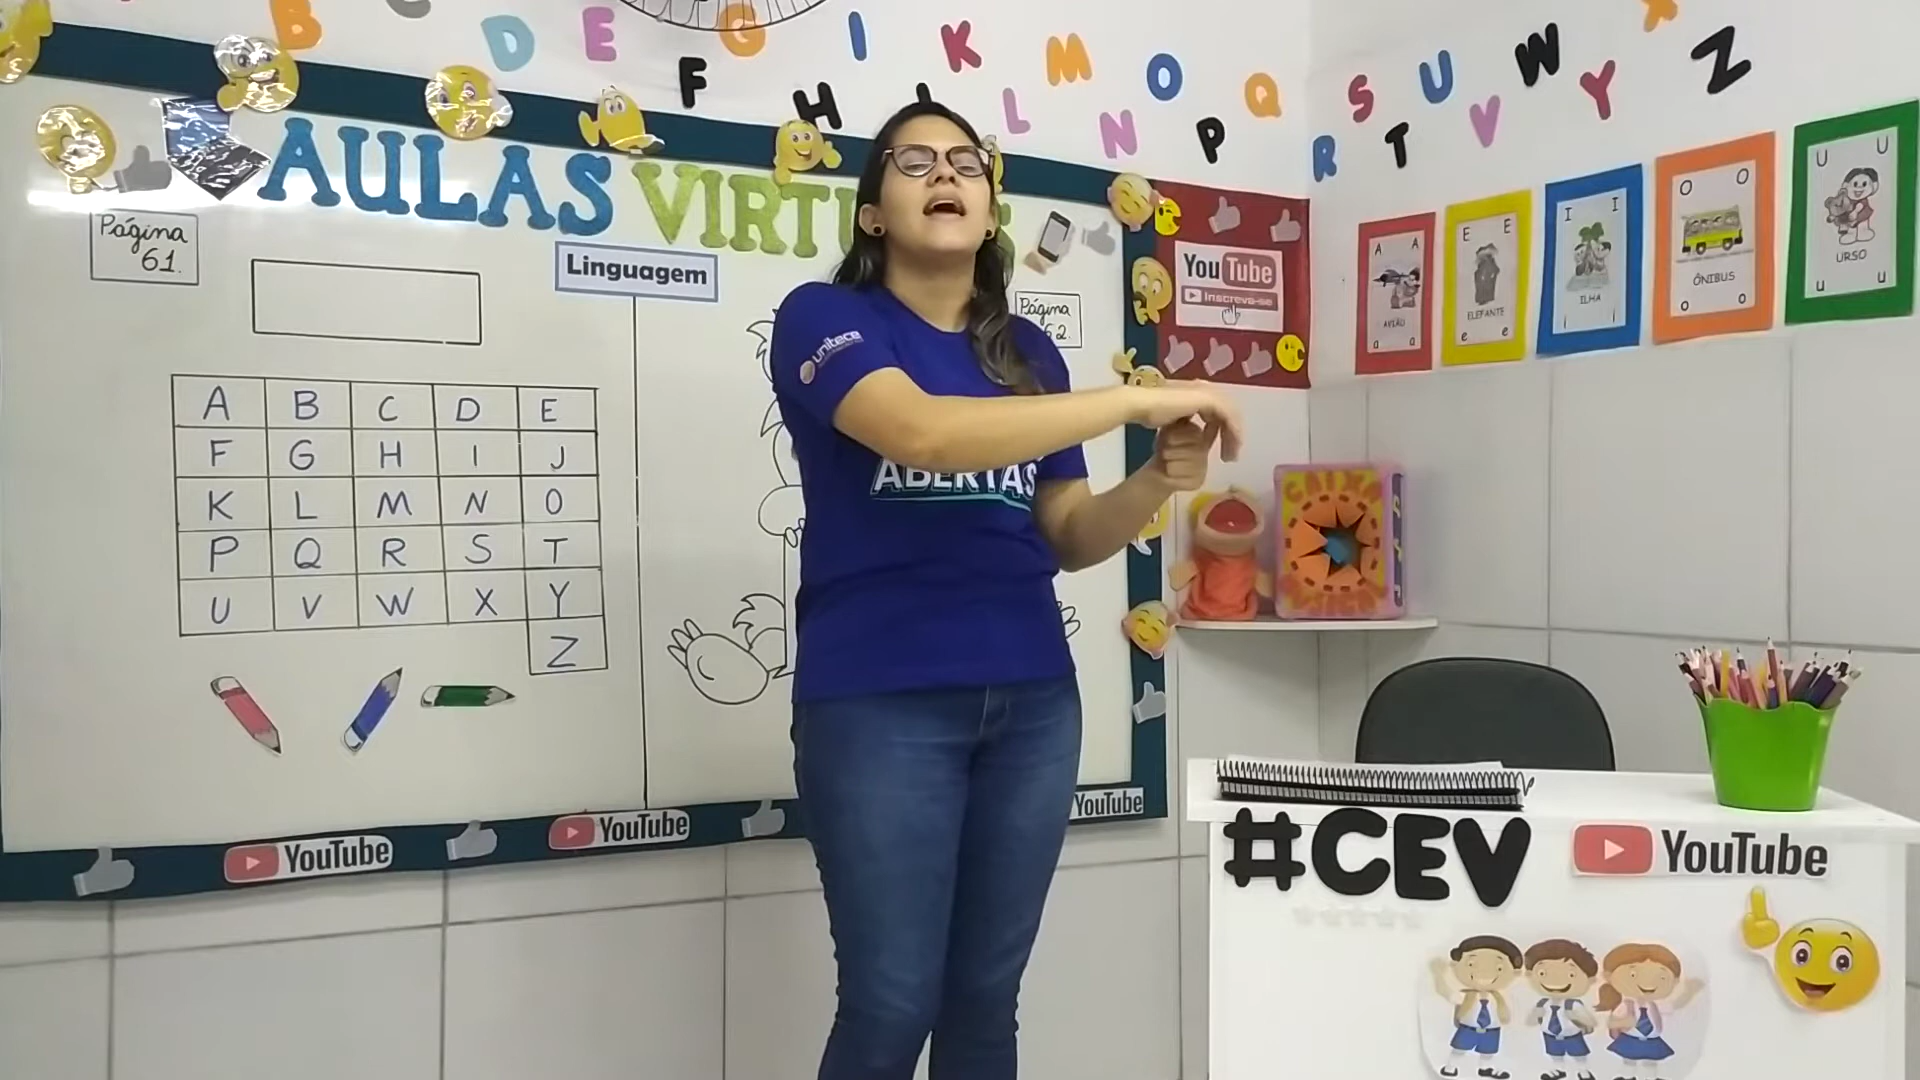 B C D E F G H I K L M N O P Q R S T U V W X Y Z
AULAS
Página
61.
Linguagem
Página
62.
YouTube
Inscreva-se
A B C D E
F G H I J
K L M N O
P Q R S T
U V W X Y
Z
unitece
ABERTAS
A A
AVIÃO
a a
E E
ELEFANTE
e e
I I
ILHA
i i
O O
ÔNIBUS
o o
U U
URSO
u u
YouTube
YouTube
YouTube
#CEV
YouTube